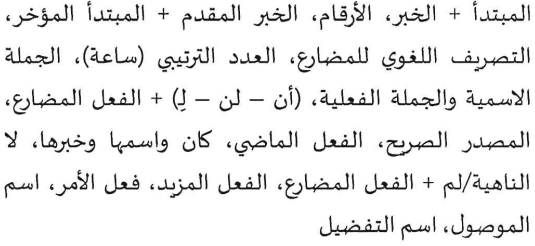 المبتدأ + الخبر، الأرقام، الخبر المقدم + المبتدأ المؤخر،
التصريف اللغوي للمضارع، العدد الترتيبي (ساعة)، الجملة
الاسمية والجملة الفعلية، (أن – لن – لِ) + الفعل المضارع،
المصدر الصريح، الفعل الماضي، كان واسمها وخبرها، لا
الناهية/لم + الفعل المضارع، الفعل المزيد، فعل الأمر، اسم
الموصول، اسم التفضيل